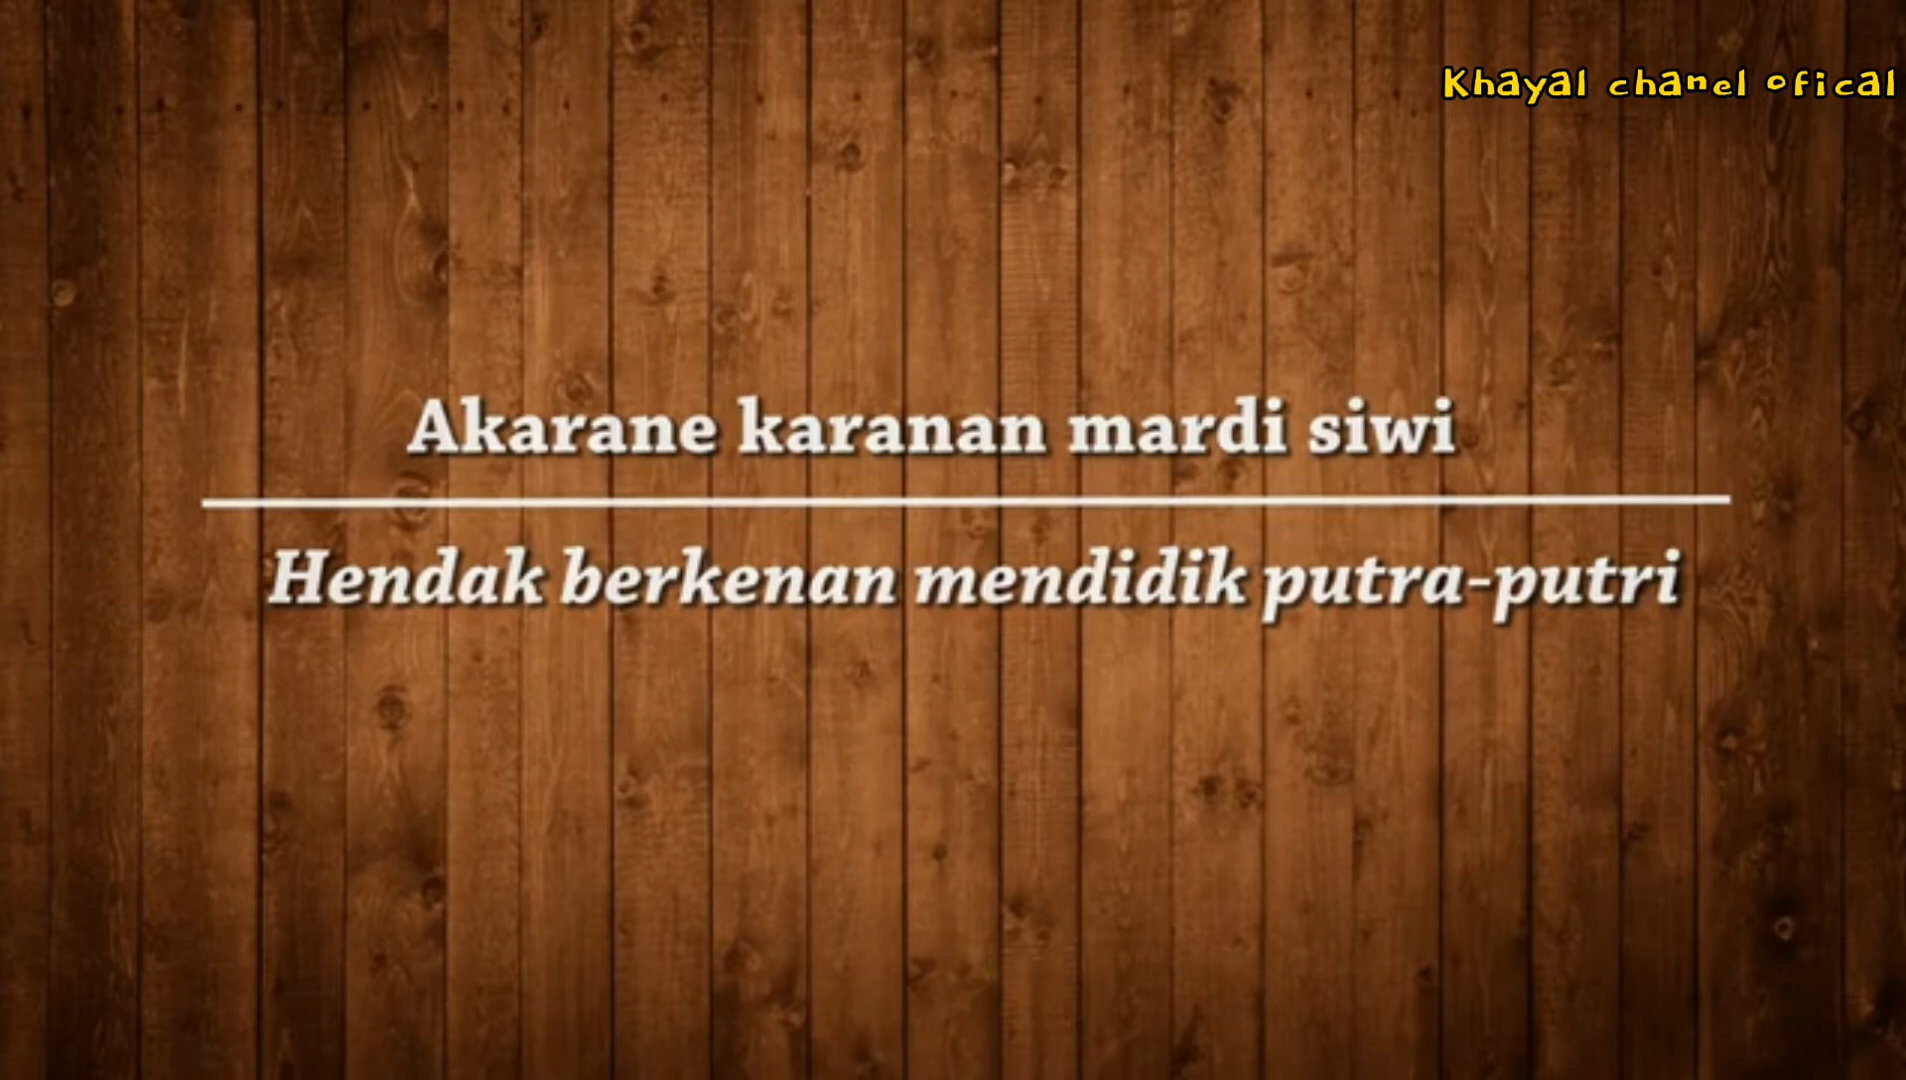 Khayal chanel ofical
Akarane karanan mardi siwi
Hendak berkenan mendidik putra-putri